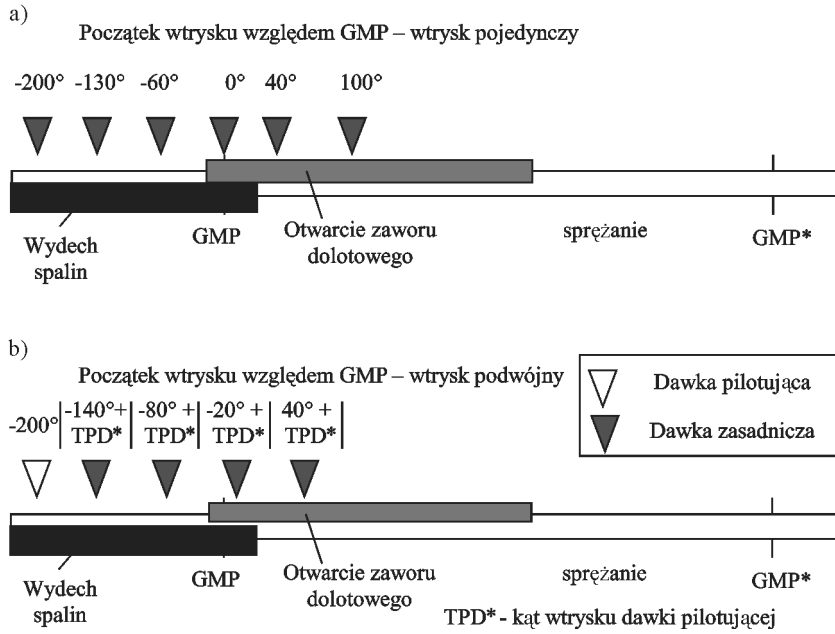 a)
Początek wtrysku względem GMP – wtrysk pojedynczy
-200° -130° -60° 0° 40° 100°
Wydech
spalin
GMP
Otwarcie zaworu
dolotowego
sprężanie
GMP*
b)
Początek wtrysku względem GMP – wtrysk podwójny
Dawka pilotująca
Dawka zasadnicza
-200° -140°+ -80° + -20° + 40° +
TPD* TPD* TPD* TPD*
Wydech
spalin
GMP
Otwarcie zaworu
dolotowego
sprężanie
GMP*
TPD* - kąt wtrysku dawki pilotującej